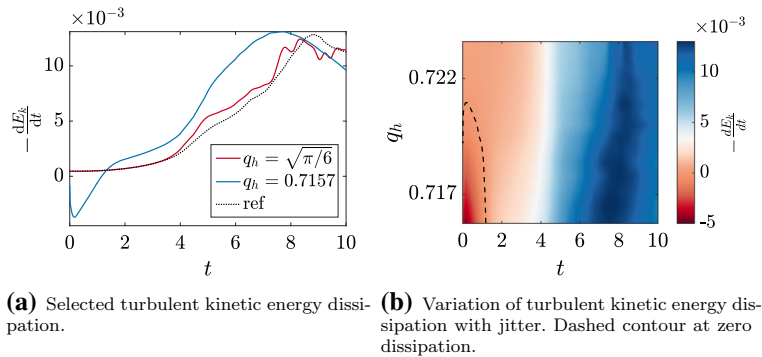 ×10⁻³
10
5
0
− dE_k/dt
0 2 4 6 8 10
t
q_h = √π/6
q_h = 0.7157
ref
×10⁻³
0.722
0.717
q_h
0 2 4 6 8 10
t
10
5
0
-5
− dE_k/dt
(a) Selected turbulent kinetic energy dissi-
pation.
(b) Variation of turbulent kinetic energy dis-
sipation with jitter. Dashed contour at zero
dissipation.